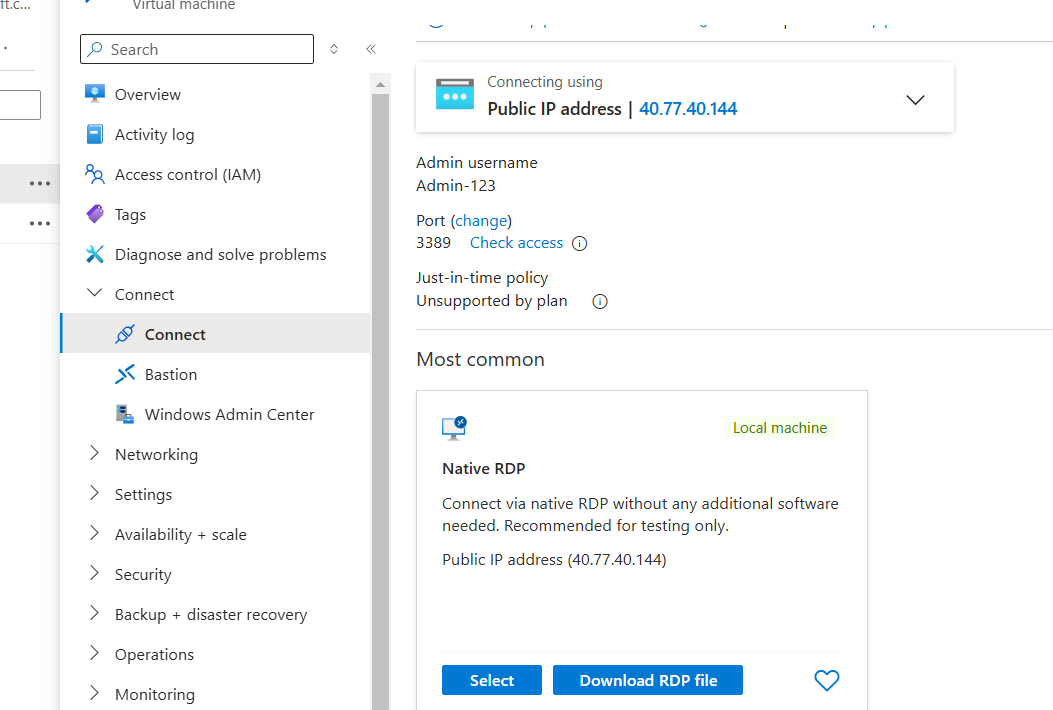 ft.c...
Virtual machine
Search
Overview
Activity log
Access control (IAM)
Tags
Diagnose and solve problems
Connect
Connect
Bastion
Windows Admin Center
Networking
Settings
Availability + scale
Security
Backup + disaster recovery
Operations
Monitoring
Connecting using
Public IP address | 40.77.40.144
Admin username
Admin-123
Port (change)
3389 Check access
Just-in-time policy
Unsupported by plan
Most common
Local machine
Native RDP
Connect via native RDP without any additional software
needed. Recommended for testing only.
Public IP address (40.77.40.144)
Select
Download RDP file